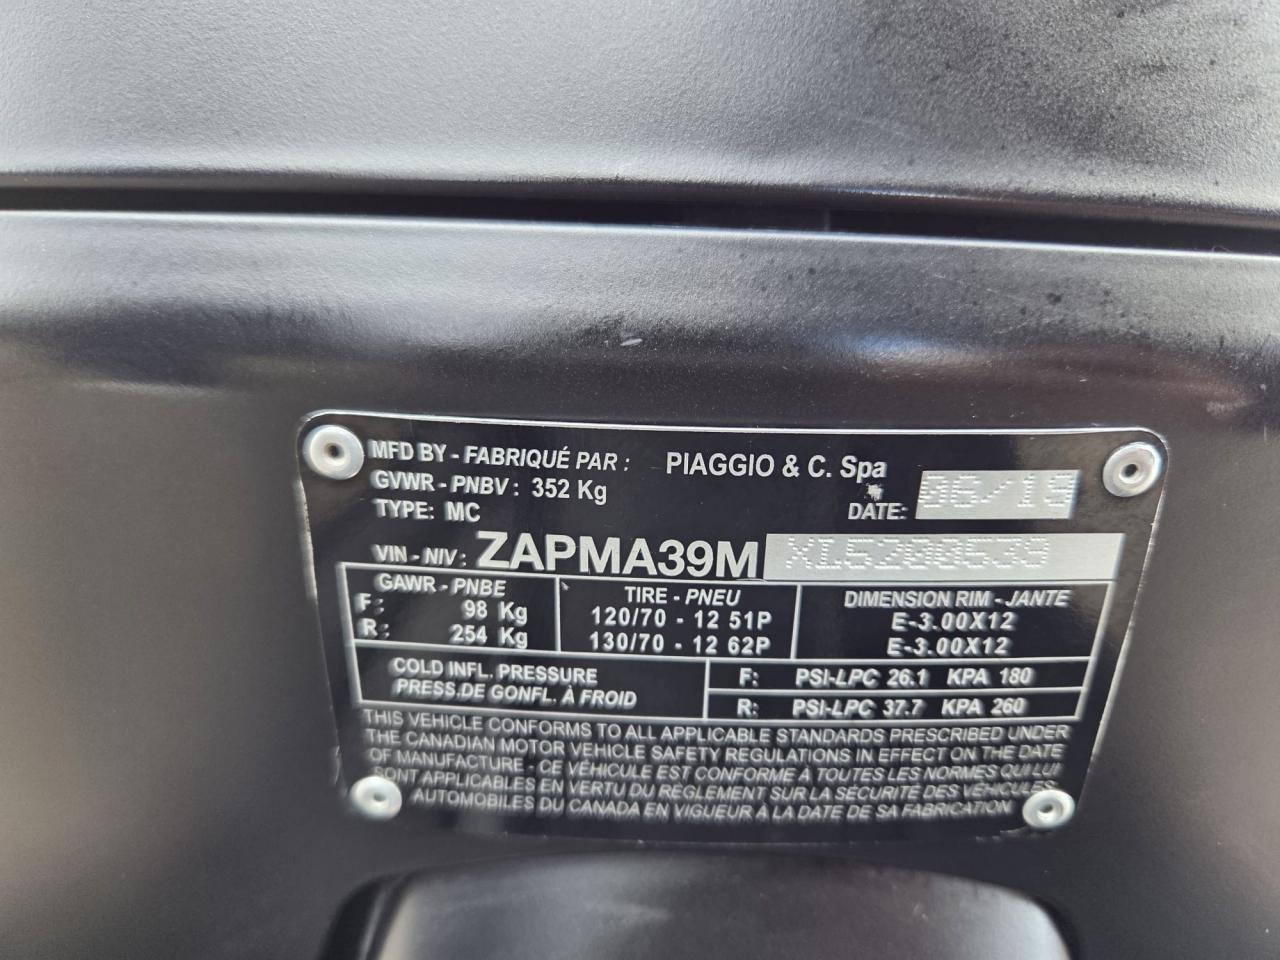 MFD BY - FABRIQUÉ PAR : PIAGGIO & C. Spa
GVWR - PNBV : 352 Kg
TYPE: MC DATE:
VIN - NIV : ZAPMA39M
GAWR - PNBE TIRE - PNEU DIMENSION RIM - JANTE
F: 98 Kg 120/70 - 12 51P E-3.00X12
R: 254 Kg 130/70 - 12 62P E-3.00X12
COLD INFL. PRESSURE F: PSI-LPC 26.1 KPA 180
PRESS.DE GONFL. À FROID R: PSI-LPC 37.7 KPA 260
THIS VEHICLE CONFORMS TO ALL APPLICABLE STANDARDS PRESCRIBED UNDER
THE CANADIAN MOTOR VEHICLE SAFETY REGULATIONS IN EFFECT ON THE DATE
OF MANUFACTURE - CE VÉHICULE EST CONFORME À TOUTES LES NORMES QUI LUI
SONT APPLICABLES EN VERTU DU RÈGLEMENT SUR LA SÉCURITÉ DES VÉHICULES
AUTOMOBILES DU CANADA EN VIGUEUR À LA DATE DE SA FABRICATION